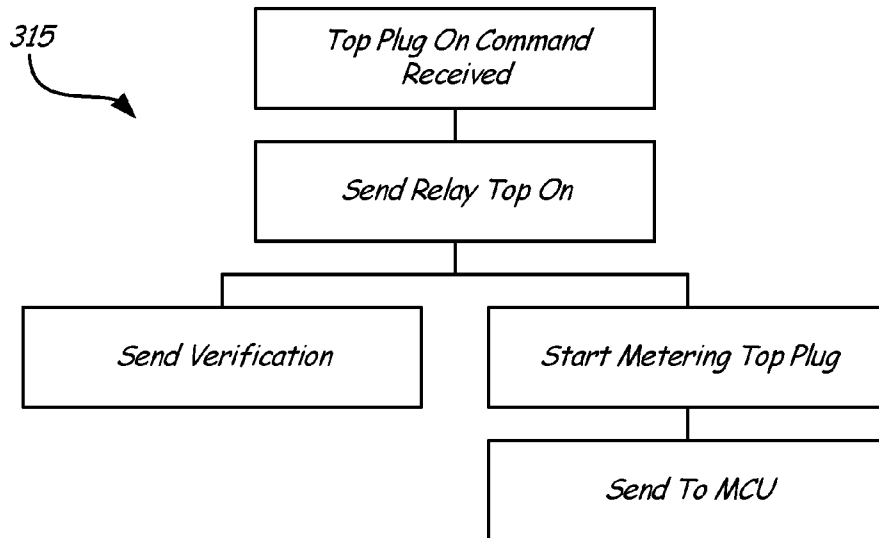 315
Top Plug On Command
Received
Send Relay Top On
Send Verification
Start Metering Top Plug
Send To MCU